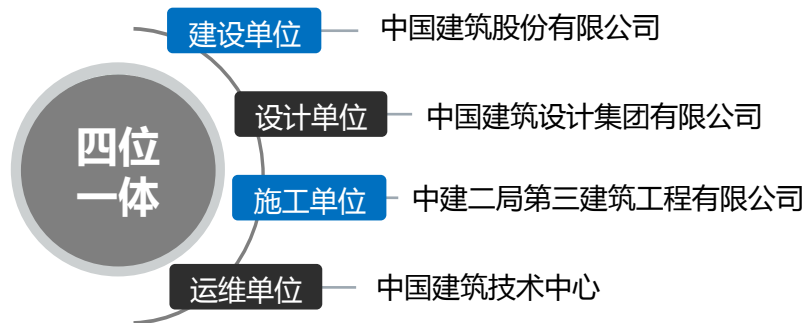 四位
一体
建设单位 中国建筑股份有限公司
设计单位 中国建筑设计集团有限公司
施工单位 中建二局第三建筑工程有限公司
运维单位 中国建筑技术中心